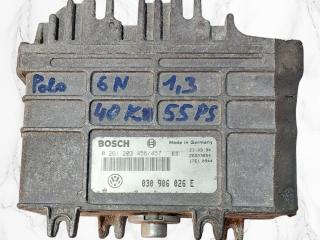 Polo 6N 1,3
40 KW 55 PS
BOSCH Made in Germany
0 261 203 456/457
030 906 026 E